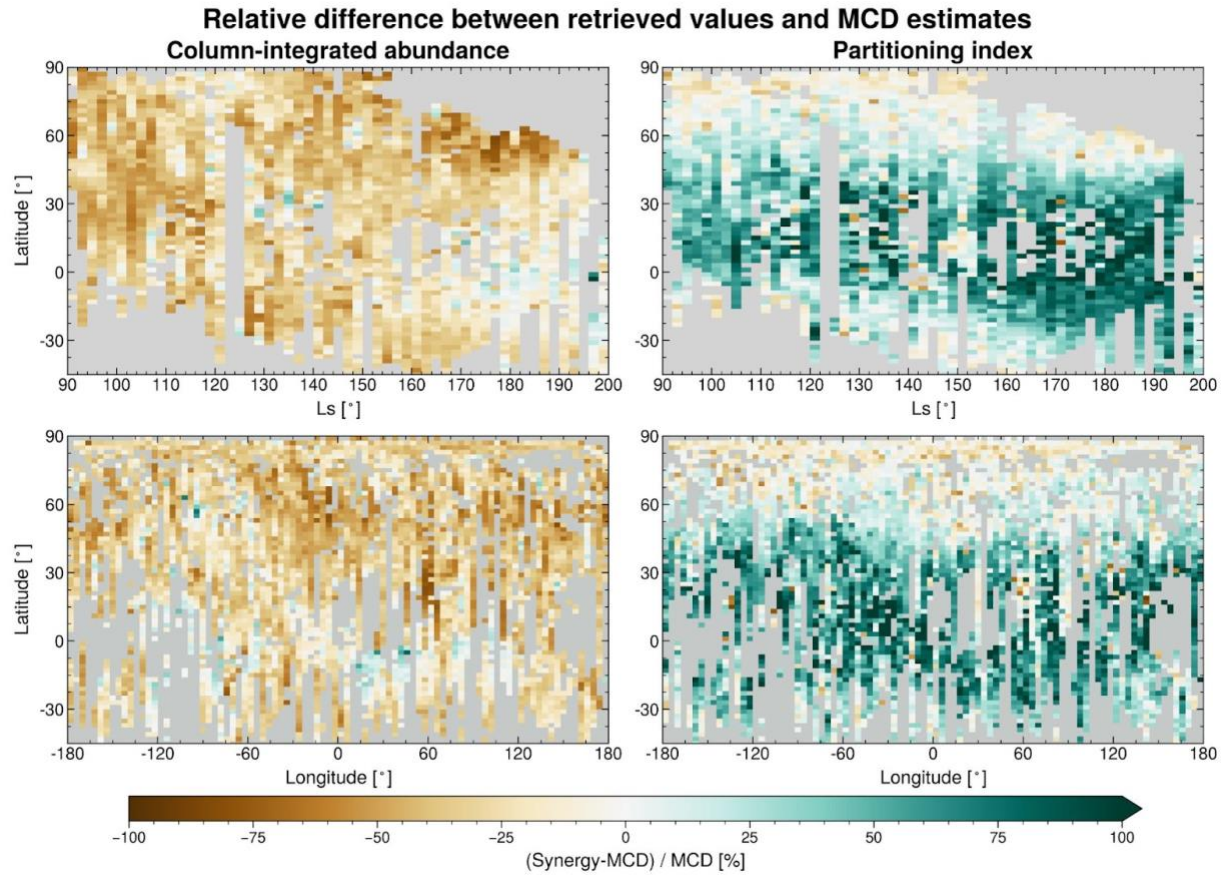 Relative difference between retrieved values and MCD estimates
Column-integrated abundance
Partitioning index
90
60
30
0
-30
Latitude [°]
90 100 110 120 130 140 150 160 170 180 190 200
Ls [°]
90
60
30
0
-30
90 100 110 120 130 140 150 160 170 180 190 200
Ls [°]
90
60
30
0
-30
Latitude [°]
-180 -120 -60 0 60 120 180
Longitude [°]
90
60
30
0
-30
-180 -120 -60 0 60 120 180
Longitude [°]
−100 −75 −50 −25 0 25 50 75 100
(Synergy-MCD) / MCD [%]